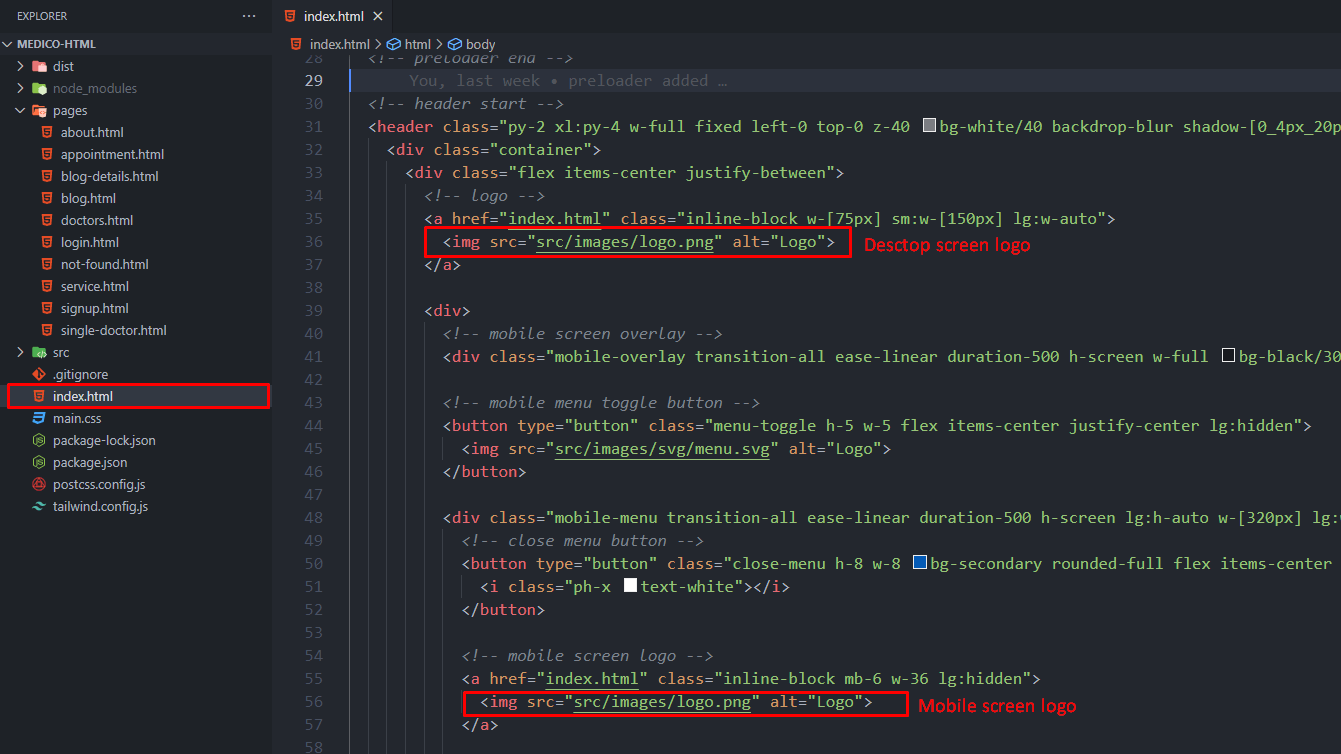 EXPLORER ...
MEDICO-HTML
dist
node_modules
pages
about.html
appointment.html
blog-details.html
blog.html
doctors.html
login.html
not-found.html
service.html
signup.html
single-doctor.html
src
.gitignore
index.html
main.css
package-lock.json
package.json
postcss.config.js
tailwind.config.js
index.html
index.html > html > body
28 <!-- preloader end -->
29 You, last week • preloader added …
30 <!-- header start -->
31 <header class="py-2 xl:py-4 w-full fixed left-0 top-0 z-40 bg-white/40 backdrop-blur shadow-[0_4px_20p
32 <div class="container">
33 <div class="flex items-center justify-between">
34 <!-- logo -->
35 <a href="index.html" class="inline-block w-[75px] sm:w-[150px] lg:w-auto">
36 <img src="src/images/logo.png" alt="Logo"> Desctop screen logo
37 </a>
38
39 <div>
40 <!-- mobile screen overlay -->
41 <div class="mobile-overlay transition-all ease-linear duration-500 h-screen w-full bg-black/30
42
43 <!-- mobile menu toggle button -->
44 <button type="button" class="menu-toggle h-5 w-5 flex items-center justify-center lg:hidden">
45 <img src="src/images/svg/menu.svg" alt="Logo">
46 </button>
47
48 <div class="mobile-menu transition-all ease-linear duration-500 h-screen lg:h-auto w-[320px] lg:
49 <!-- close menu button -->
50 <button type="button" class="close-menu h-8 w-8 bg-secondary rounded-full flex items-center
51 <i class="ph-x text-white"></i>
52 </button>
53
54 <!-- mobile screen logo -->
55 <a href="index.html" class="inline-block mb-6 w-36 lg:hidden">
56 <img src="src/images/logo.png" alt="Logo"> Mobile screen logo
57 </a>
58